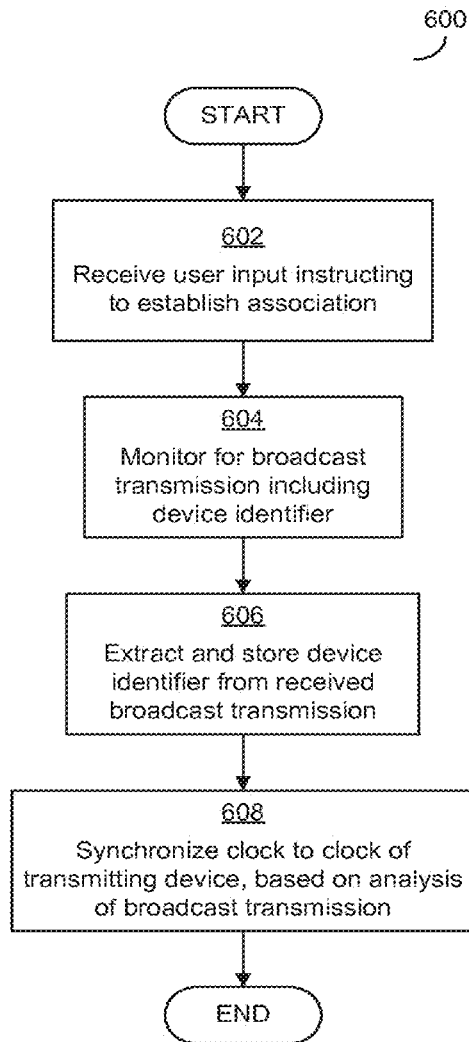 600
START
602
Receive user input instructing
to establish association
604
Monitor for broadcast
transmission including
device identifier
606
Extract and store device
identifier from received
broadcast transmission
608
Synchronize clock to clock of
transmitting device, based on analysis
of broadcast transmission
END